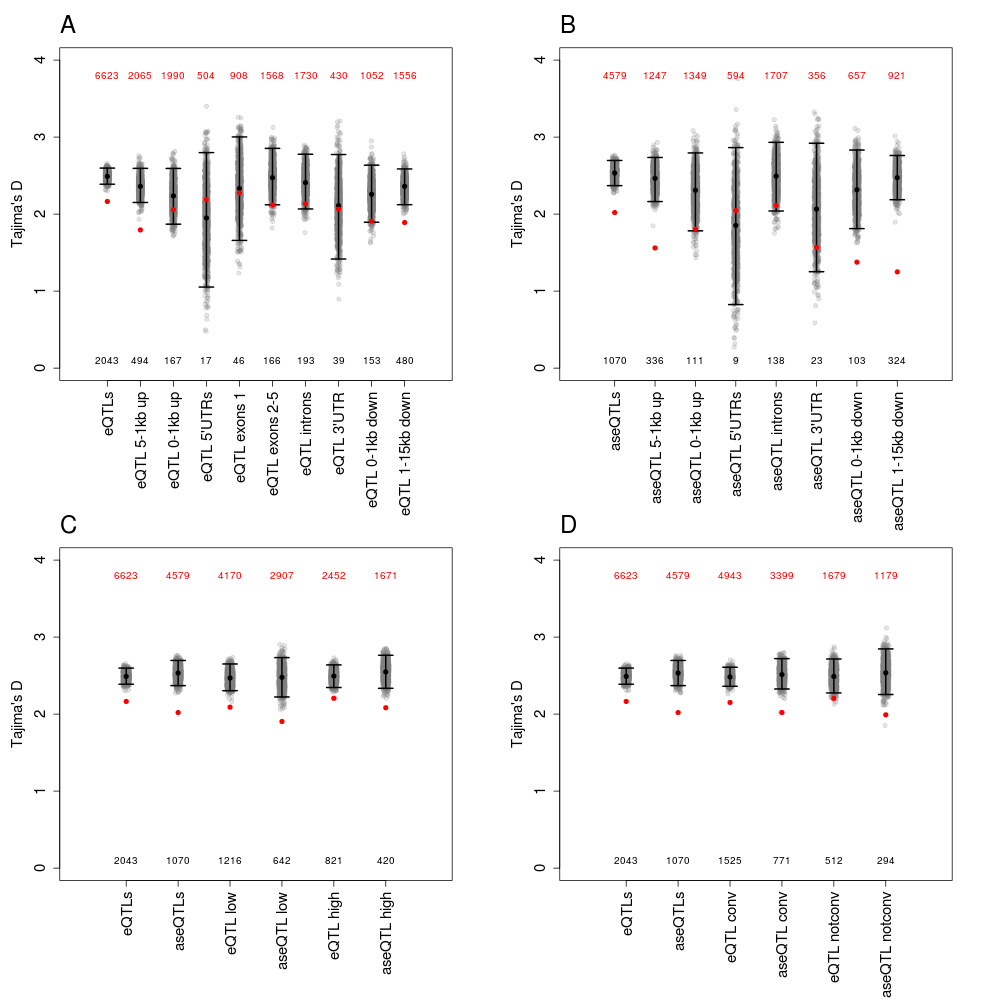 A
4
3
2
1
0
Tajima's D
6623 2065 1990 504 908 1568 1730 430 1052 1556
2043 494 167 17 46 166 193 39 153 480
eQTLs
eQTL 5-1kb up
eQTL 0-1kb up
eQTL 5'UTRs
eQTL exons 1
eQTL exons 2-5
eQTL introns
eQTL 3'UTR
eQTL 0-1kb down
eQTL 1-15kb down
B
4
3
2
1
0
Tajima's D
4579 1247 1349 594 1707 356 657 921
1070 336 111 9 138 23 103 324
aseQTLs
aseQTL 5-1kb up
aseQTL 0-1kb up
aseQTL 5'UTRs
aseQTL introns
aseQTL 3'UTR
aseQTL 0-1kb down
aseQTL 1-15kb down
C
4
3
2
1
0
Tajima's D
6623 4579 4170 2907 2452 1671
2043 1070 1216 642 821 420
eQTLs
aseQTLs
eQTL low
aseQTL low
eQTL high
aseQTL high
D
4
3
2
1
0
Tajima's D
6623 4579 4943 3399 1679 1179
2043 1070 1525 771 512 294
eQTLs
aseQTLs
eQTL conv
aseQTL conv
eQTL notconv
aseQTL notconv